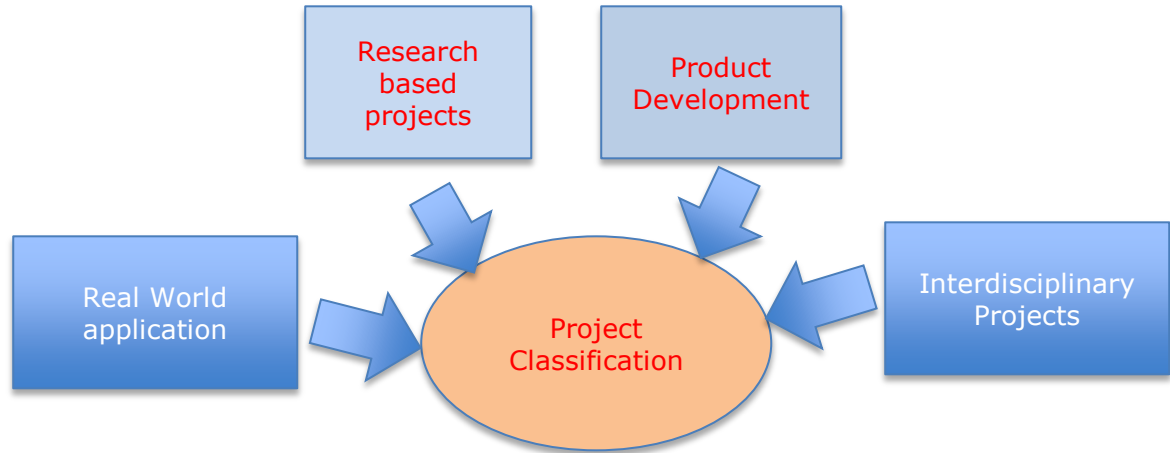 Research
based
projects
Product
Development
Real World
application
Project
Classification
Interdisciplinary
Projects